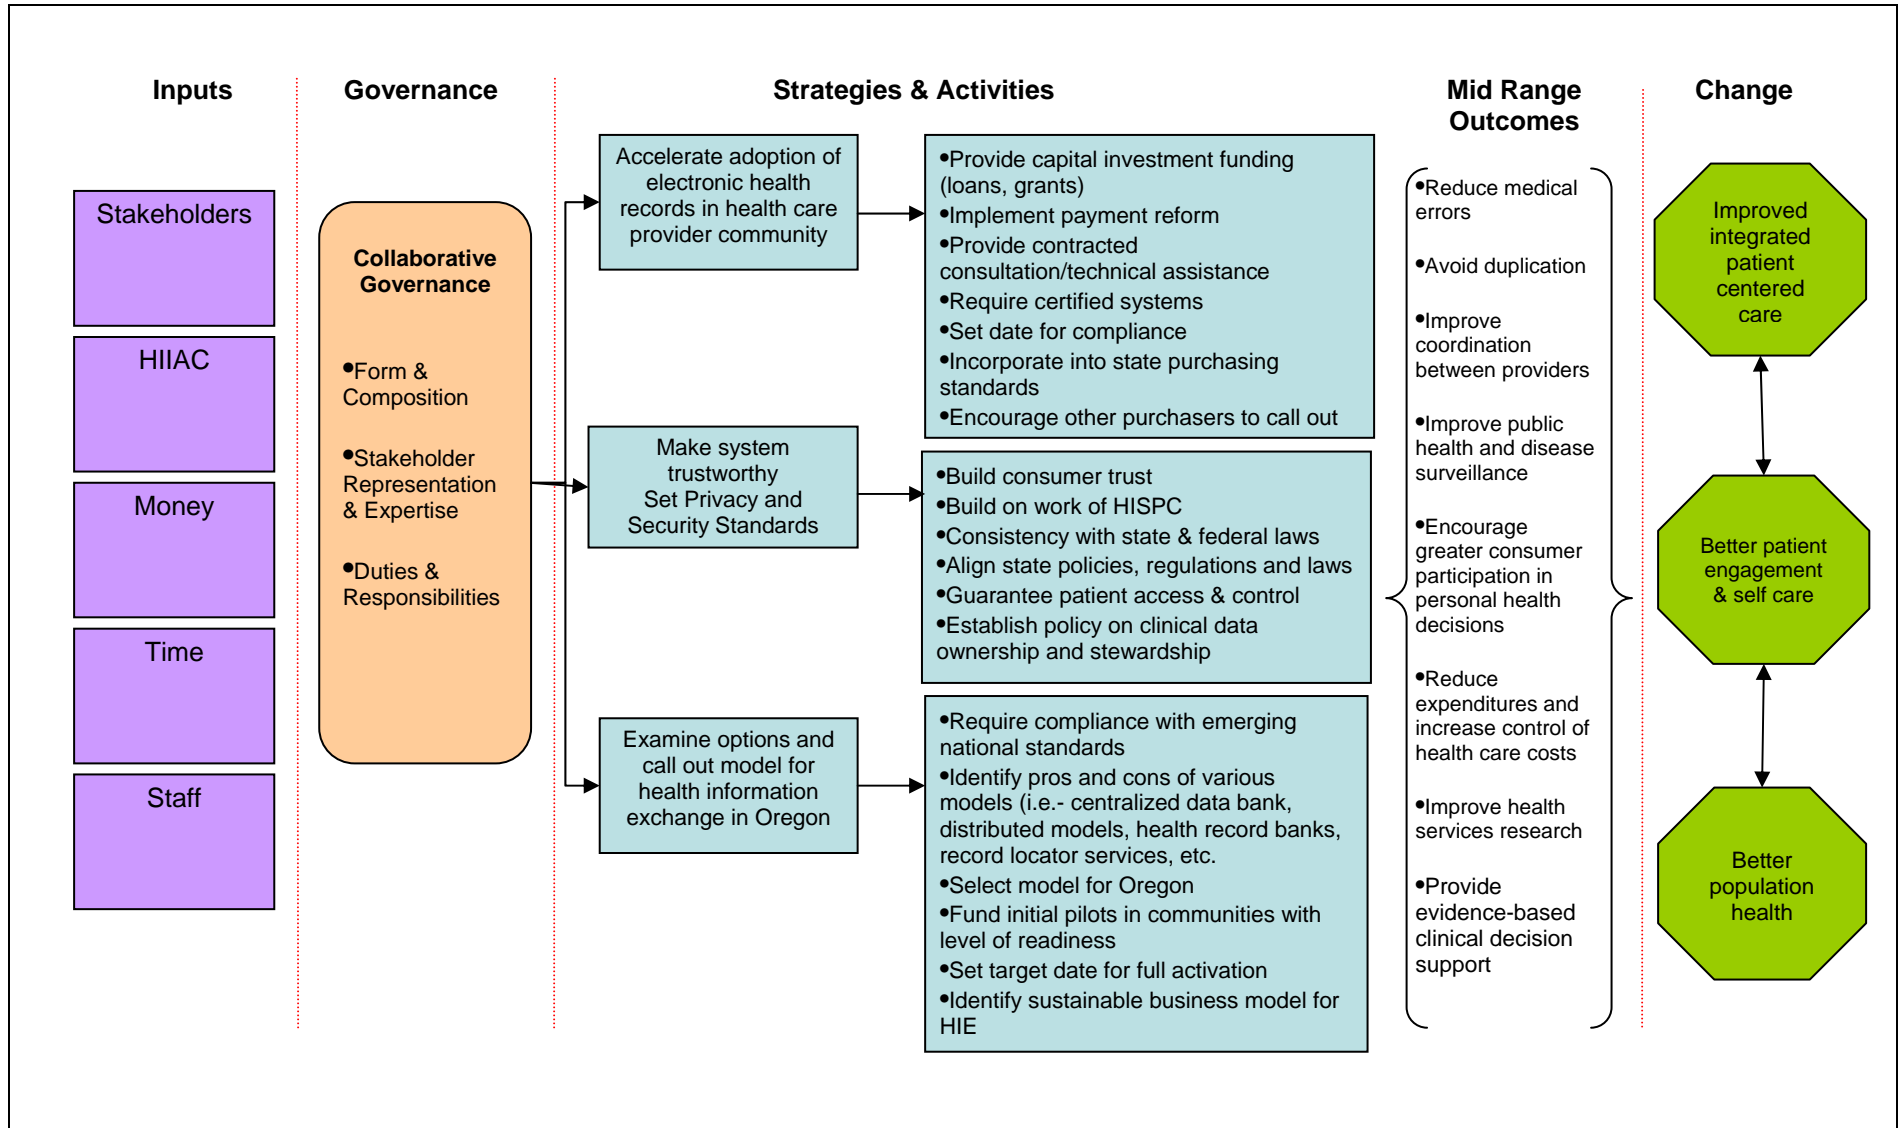 Inputs
Governance
Strategies & Activities
Mid Range
Outcomes
Change
Stakeholders
HIIAC
Money
Time
Staff
Collaborative
Governance
•Form &
Composition
•Stakeholder
Representation
& Expertise
•Duties &
Responsibilities
Accelerate adoption of
electronic health
records in health care
provider community
•Provide capital investment funding
(loans, grants)
•Implement payment reform
•Provide contracted
consultation/technical assistance
•Require certified systems
•Set date for compliance
•Incorporate into state purchasing
standards
•Encourage other purchasers to call out
Make system
trustworthy
Set Privacy and
Security Standards
•Build consumer trust
•Build on work of HISPC
•Consistency with state & federal laws
•Align state policies, regulations and laws
•Guarantee patient access & control
•Establish policy on clinical data
ownership and stewardship
Examine options and
call out model for
health information
exchange in Oregon
•Require compliance with emerging
national standards
•Identify pros and cons of various
models (i.e.- centralized data bank,
distributed models, health record banks,
record locator services, etc.
•Select model for Oregon
•Fund initial pilots in communities with
level of readiness
•Set target date for full activation
•Identify sustainable business model for
HIE
•Reduce medical
errors
•Avoid duplication
•Improve
coordination
between providers
•Improve public
health and disease
surveillance
•Encourage
greater consumer
participation in
personal health
decisions
•Reduce
expenditures and
increase control of
health care costs
•Improve health
services research
•Provide
evidence-based
clinical decision
support
Improved
integrated
patient
centered
care
Better patient
engagement
& self care
Better
population
health